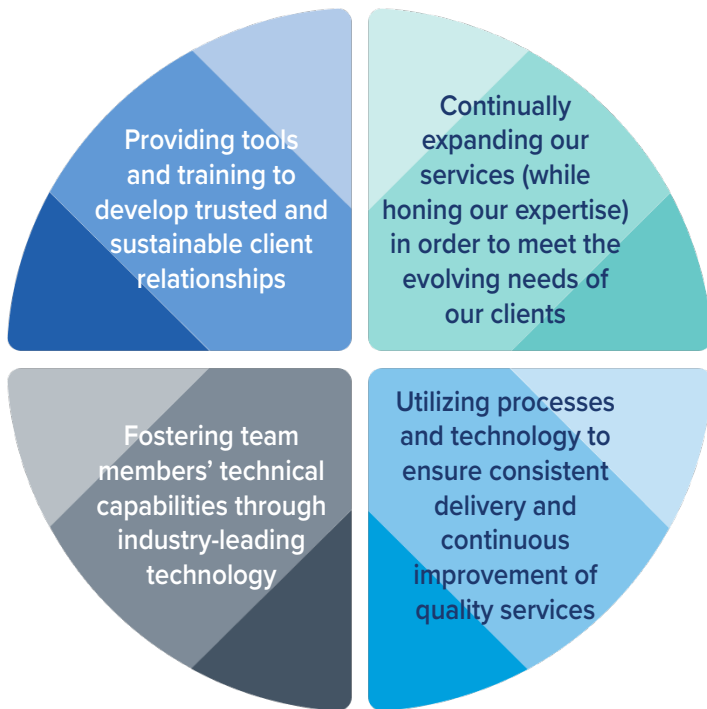 Providing tools
and training to
develop trusted and
sustainable client
relationships
Continually
expanding our
services (while
honing our expertise)
in order to meet the
evolving needs of
our clients
Fostering team
members’ technical
capabilities through
industry-leading
technology
Utilizing processes
and technology to
ensure consistent
delivery and
continuous
improvement of
quality services